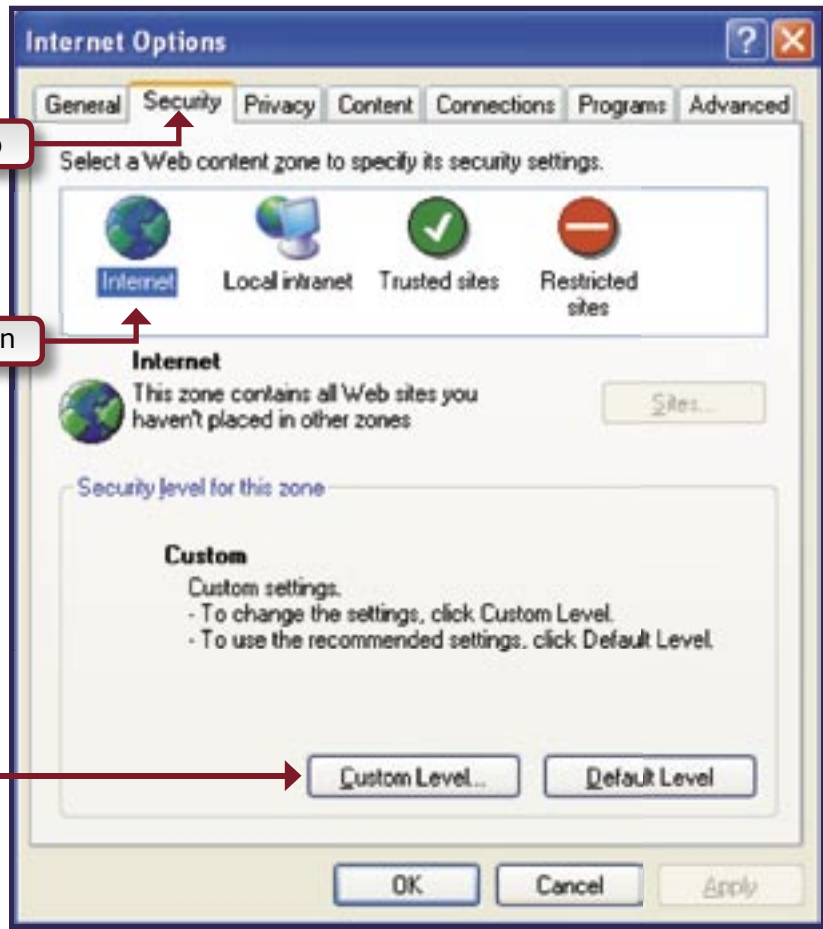 Internet Options
General Security Privacy Content Connections Programs Advanced
Select a Web content zone to specify its security settings.
Internet Local intranet Trusted sites Restricted
sites
n
Internet
This zone contains all Web sites you
haven't placed in other zones
Sites...
Security level for this zone
Custom
Custom settings.
- To change the settings, click Custom Level.
- To use the recommended settings, click Default Level.
Custom Level... Default Level
OK Cancel Apply